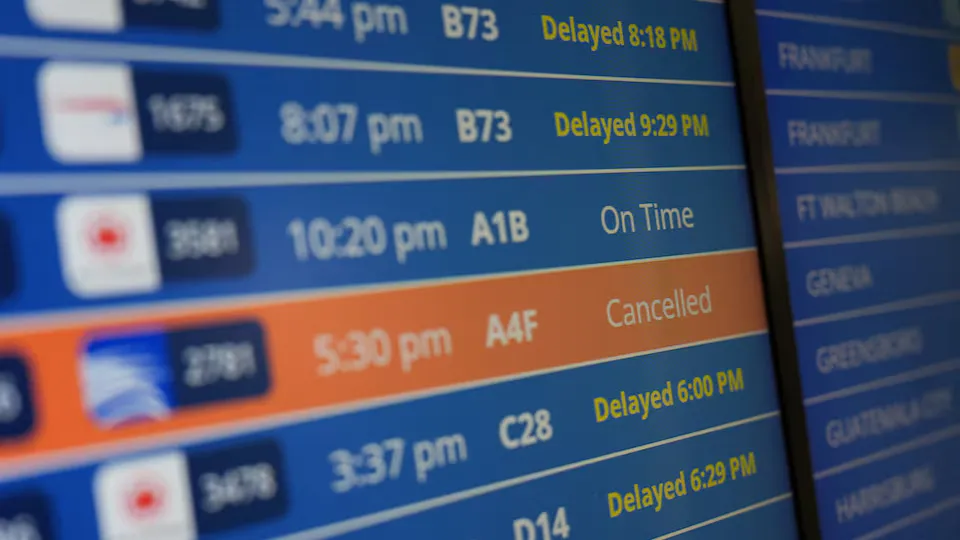 5:44 pm B73 Delayed 8:18 PM
1675 8:07 pm B73 Delayed 9:29 PM
3581 10:20 pm A1B On Time
2781 5:30 pm A4F Cancelled
3478 3:37 pm C28 Delayed 6:00 PM
D14 Delayed 6:29 PM
FRANKFURT
FRANKFURT
FT WALTON BEACH
GENEVA
GREENSBORO
GUATEMALA CITY
HARRISBURG